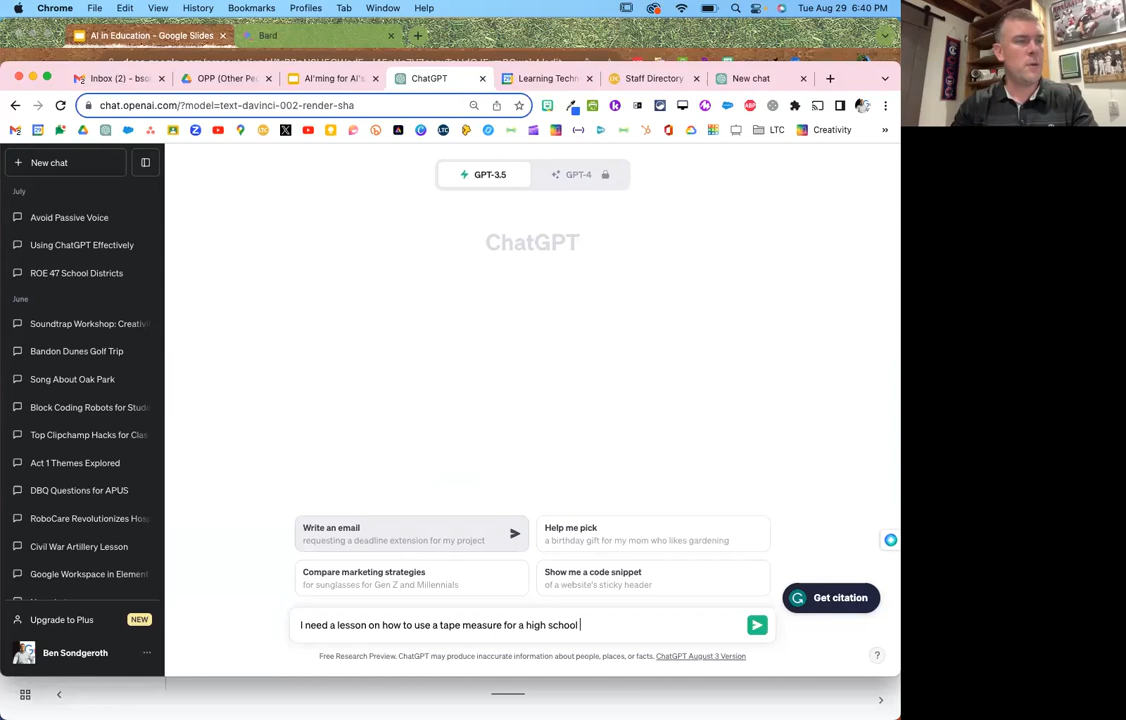 Chrome File Edit View History Bookmarks Profiles Tab Window Help Tue Aug 29 6:40 PM
AI in Education - Google Slides Bard
Inbox (2) - bso OPP (Other Pe AI'ming for AI's ChatGPT Learning Techn Staff Directory New chat
chat.openai.com/?model=text-davinci-002-render-sha
LTC Creativity »
New chat
GPT-3.5 GPT-4
ChatGPT
July
Avoid Passive Voice
Using ChatGPT Effectively
ROE 47 School Districts
June
Soundtrap Workshop: Creativi
Bandon Dunes Golf Trip
Song About Oak Park
Block Coding Robots for Stude
Top Clipchamp Hacks for Clas
Act 1 Themes Explored
DBQ Questions for APUS
RoboCare Revolutionizes Hos
Civil War Artillery Lesson
Google Workspace in Element
Upgrade to Plus NEW
Ben Sondgeroth
Write an email
requesting a deadline extension for my project
Help me pick
a birthday gift for my mom who likes gardening
Compare marketing strategies
for sunglasses for Gen Z and Millennials
Show me a code snippet
of a website's sticky header
Get citation
I need a lesson on how to use a tape measure for a high school
Free Research Preview. ChatGPT may produce inaccurate information about people, places, or facts. ChatGPT August 3 Version
?